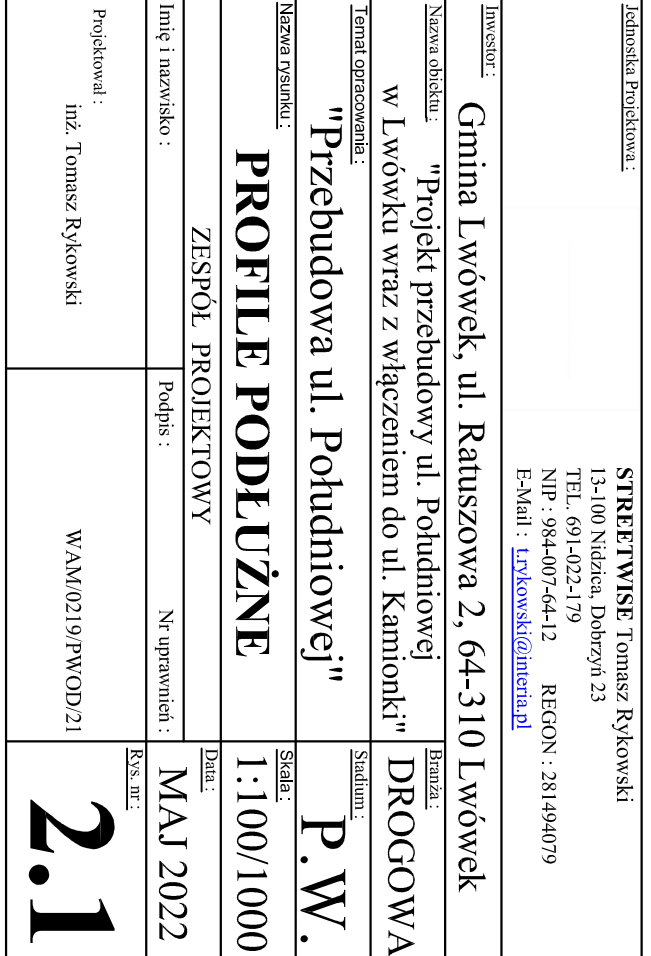 Jednostka Projektowa :
STREETWISE Tomasz Rykowski
13-100 Nidzica, Dobrzyń 23
TEL. 691-022-179
NIP : 984-007-64-12 REGON : 281494079
E-Mail : t.rykowski@interia.pl
Inwestor :
Gmina Lwówek, ul. Ratuszowa 2, 64-310 Lwówek
Nazwa obiektu :
"Projekt przebudowy ul. Południowej
w Lwówku wraz z włączeniem do ul. Kamionki"
Branża :
DROGOWA
Temat opracowania :
"Przebudowa ul. Południowej"
Stadium :
P.W.
Nazwa rysunku :
PROFILE PODŁUŻNE
Skala :
1:100/1000
ZESPÓŁ PROJEKTOWY
Data :
MAJ 2022
Imię i nazwisko :
Podpis :
Nr uprawnień :
Projektował :
inż. Tomasz Rykowski
WAM/0219/PWOD/21
Rys. nr :
2.1